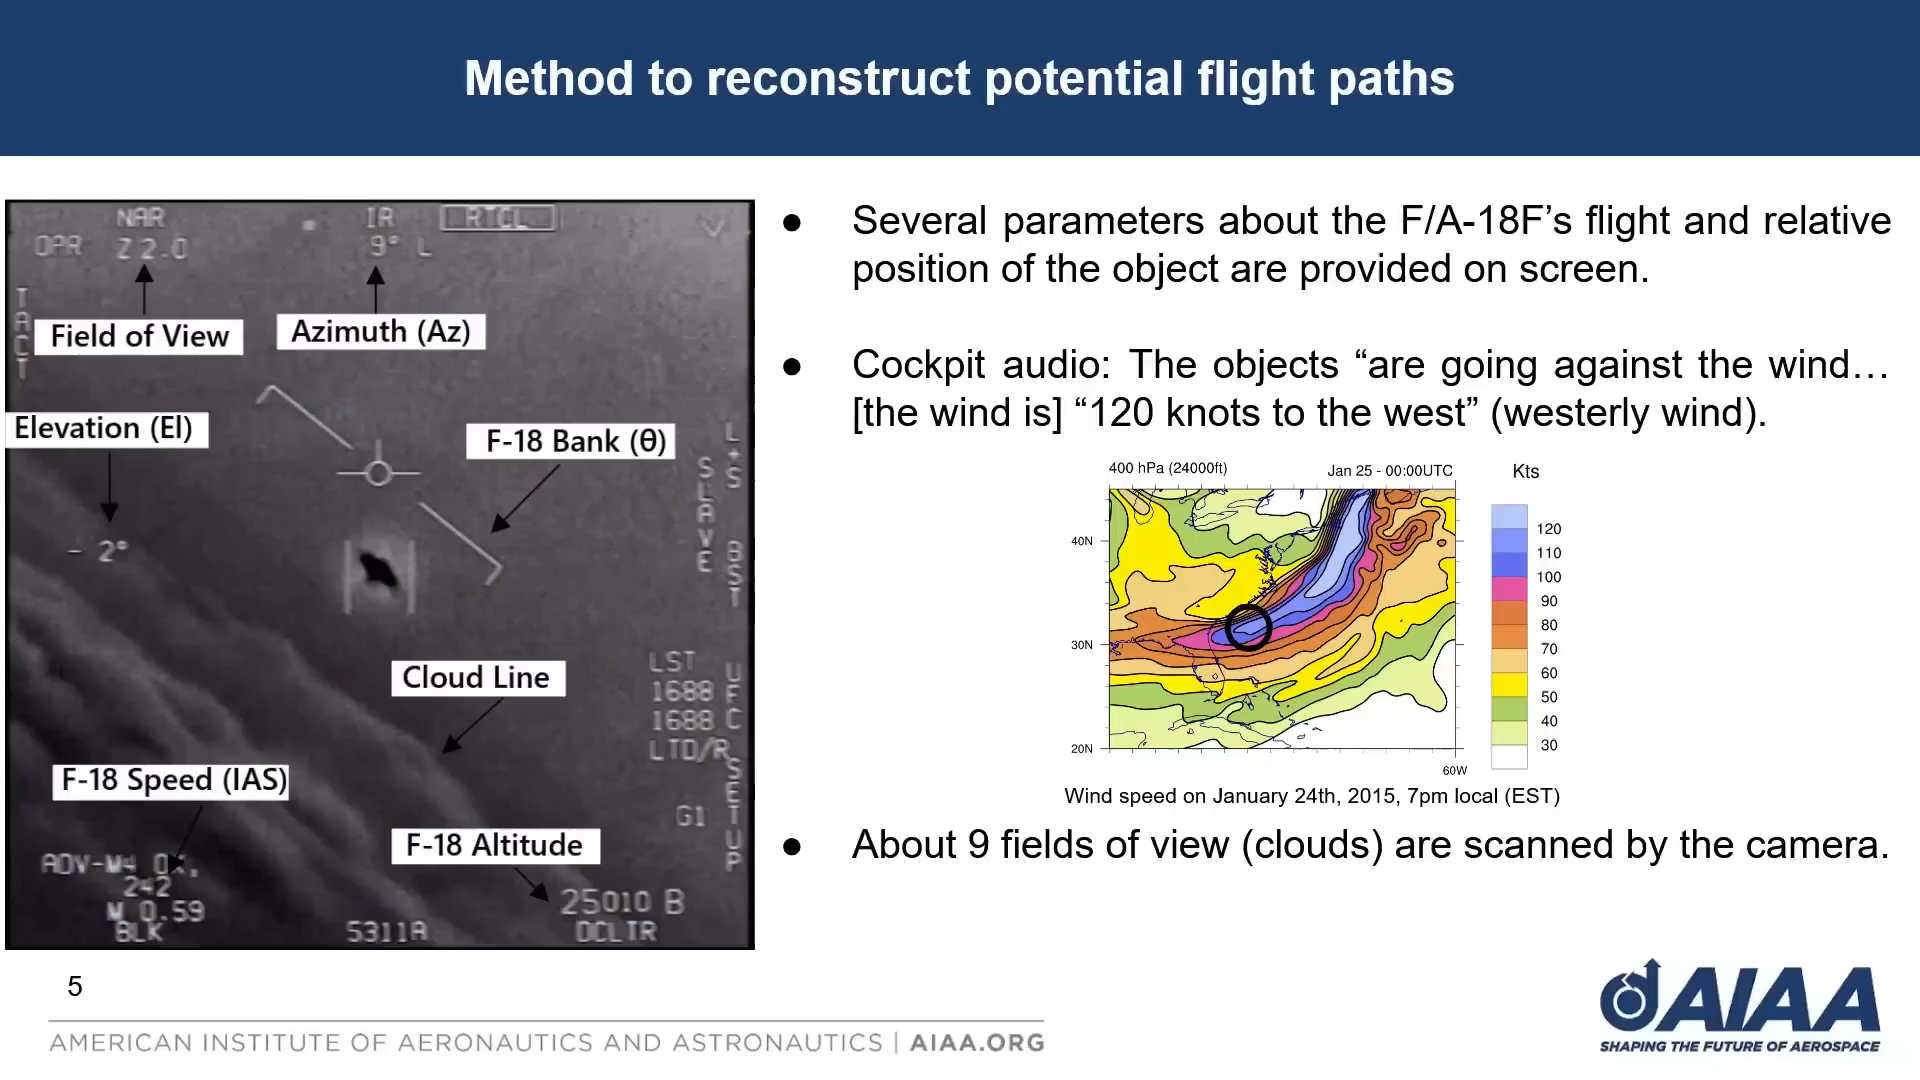 Method to reconstruct potential flight paths
NAR
IR
RTCL
OPR
Z 2.0
9° L
TACT
Field of View
Azimuth (Az)
Elevation (El)
F-18 Bank (θ)
- 2°
L+S
SLAVE
BST
Cloud Line
LST
1688
1688
LTD/R
UFC
SETUP
F-18 Speed (IAS)
G1
F-18 Altitude
242
M 0.59
25010 B
BLK
5311A
DCLTR
● Several parameters about the F/A-18F’s flight and relative
position of the object are provided on screen.
● Cockpit audio: The objects “are going against the wind…
[the wind is] “120 knots to the west” (westerly wind).
400 hPa (24000ft)
Jan 25 - 00:00UTC
Kts
40N
30N
20N
60W
120
110
100
90
80
70
60
50
40
30
Wind speed on January 24th, 2015, 7pm local (EST)
● About 9 fields of view (clouds) are scanned by the camera.
5
AMERICAN INSTITUTE OF AERONAUTICS AND ASTRONAUTICS | AIAA.ORG
AIAA
SHAPING THE FUTURE OF AEROSPACE